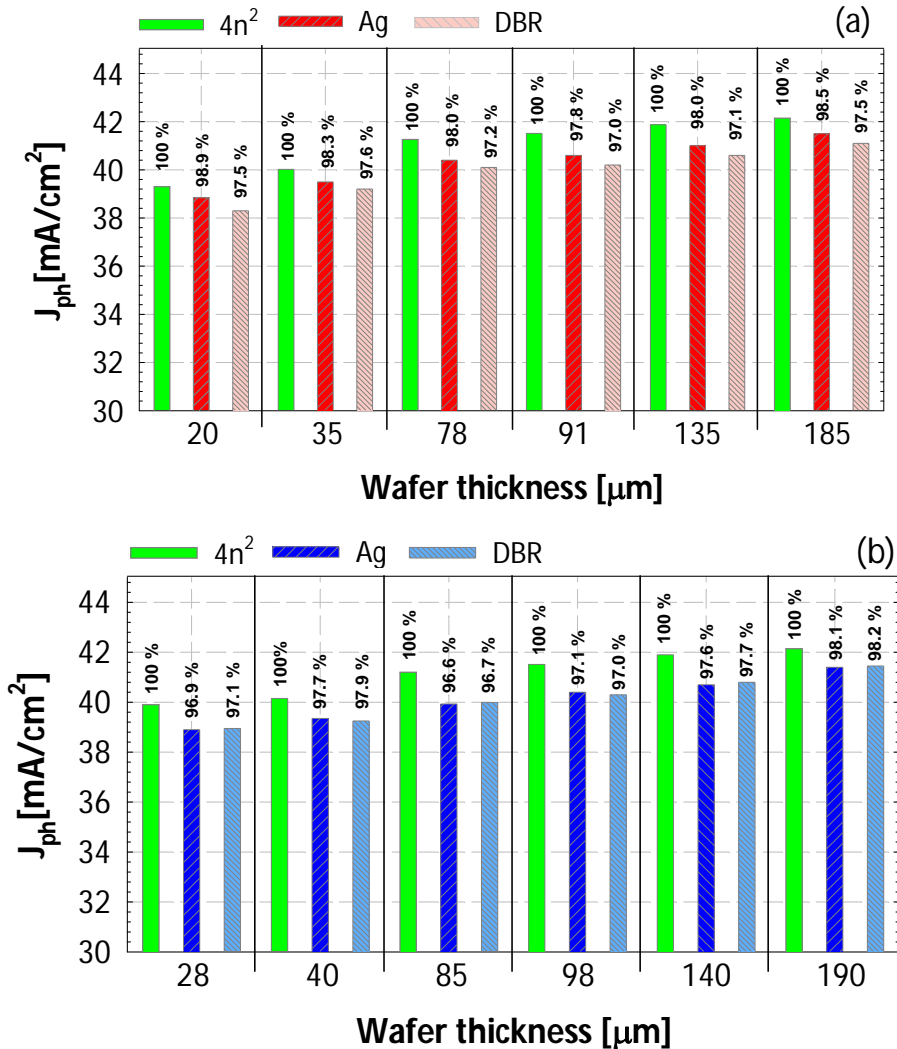 4n² Ag DBR (a)
44
42
40
38
36
34
32
30
J_ph[mA/cm²]
100 % 98.9 % 97.5 % 100 % 98.3 % 97.6 % 100 % 98.0 % 97.2 % 100 % 97.8 % 97.0 % 100 % 98.0 % 97.1 % 100 % 98.5 % 97.5 %
20 35 78 91 135 185
Wafer thickness [μm]
4n² Ag DBR (b)
44
42
40
38
36
34
32
30
J_ph[mA/cm²]
100 % 96.9 % 97.1 % 100% 97.7 % 97.9 % 100 % 96.6 % 96.7 % 100 % 97.1 % 97.0 % 100 % 97.6 % 97.7 % 100 % 98.1 % 98.2 %
28 40 85 98 140 190
Wafer thickness [μm]